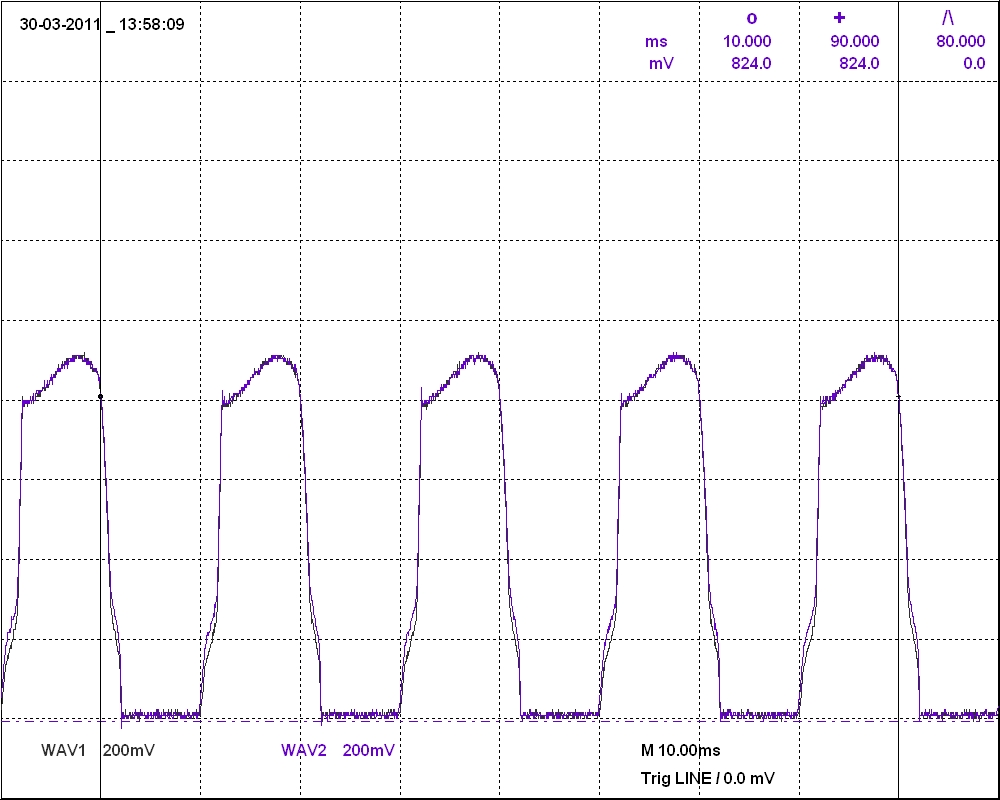 30-03-2011 _ 13:58:09
o + /\
ms 10.000 90.000 80.000
mV 824.0 824.0 0.0
WAV1 200mV WAV2 200mV M 10.00ms
Trig LINE / 0.0 mV